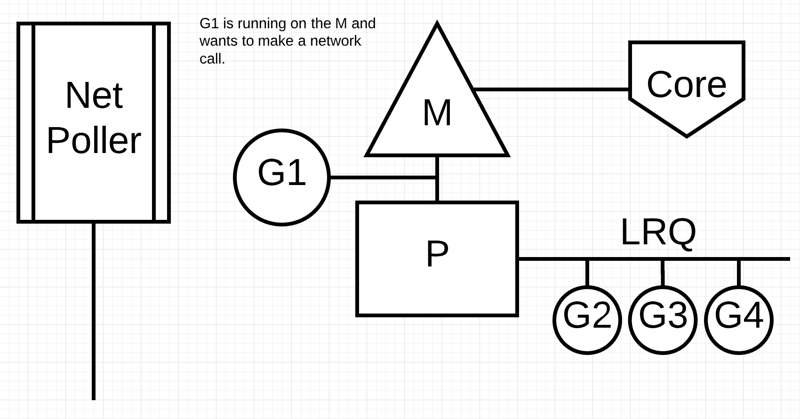 G1 is running on the M and
wants to make a network
call.
Net
Poller
M
Core
G1
P
LRQ
G2
G3
G4